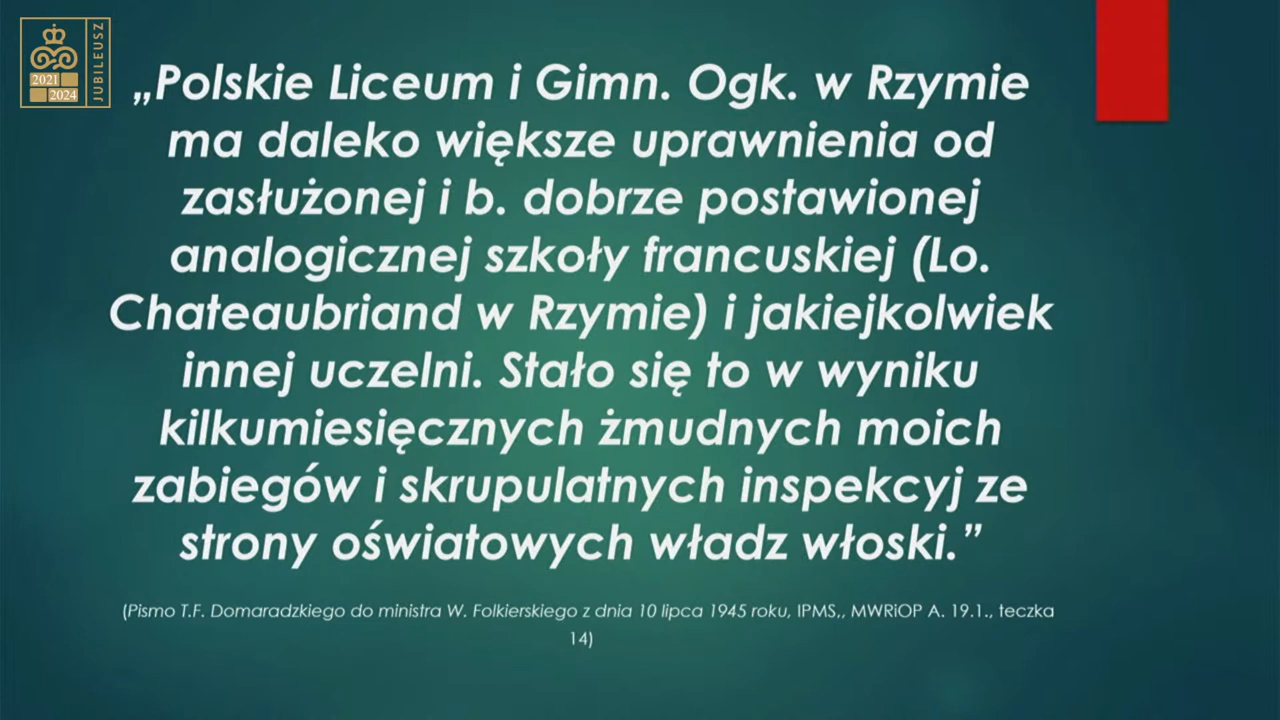 2021
2024
JUBILEUSZ
„Polskie Liceum i Gimn. Ogk. w Rzymie
ma daleko większe uprawnienia od
zasłużonej i b. dobrze postawionej
analogicznej szkoły francuskiej (Lo.
Chateaubriand w Rzymie) i jakiejkolwiek
innej uczelni. Stało się to w wyniku
kilkumiesięcznych żmudnych moich
zabiegów i skrupulatnych inspekcyj ze
strony oświatowych władz włoski.”
(Pismo T.F. Domaradzkiego do ministra W. Folkierskiego z dnia 10 lipca 1945 roku, IPMS,, MWRiOP A. 19.1., teczka
14)